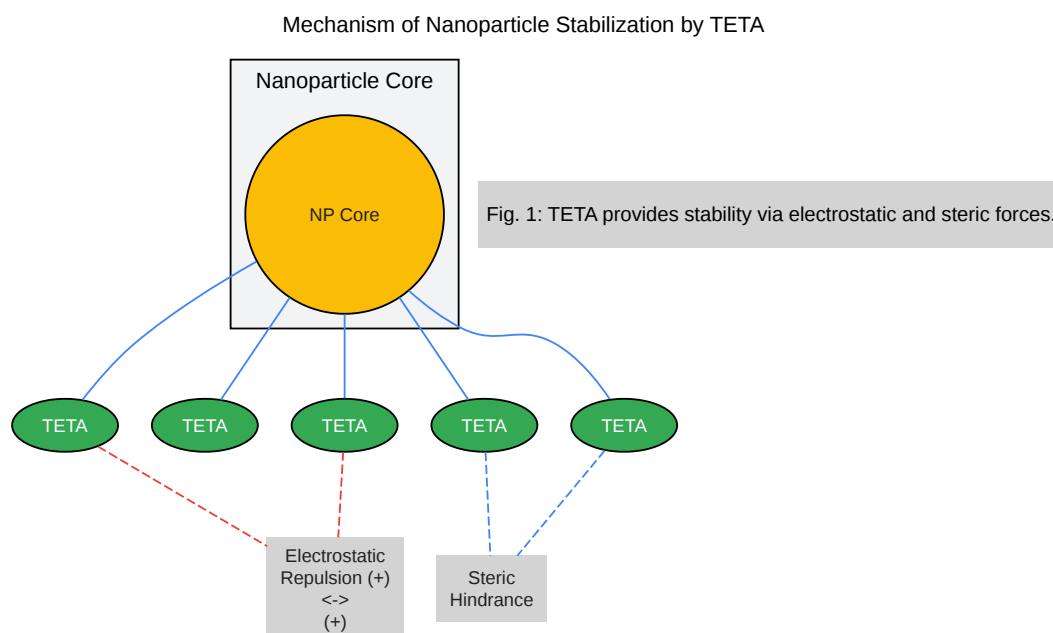 Mechanism of Nanoparticle Stabilization by TETA
Nanoparticle Core
NP Core
Fig. 1: TETA provides stability via electrostatic and steric forces.
TETA
TETA
TETA
TETA
TETA
Electrostatic
Repulsion (+)
<->
(+)
Steric
Hindrance